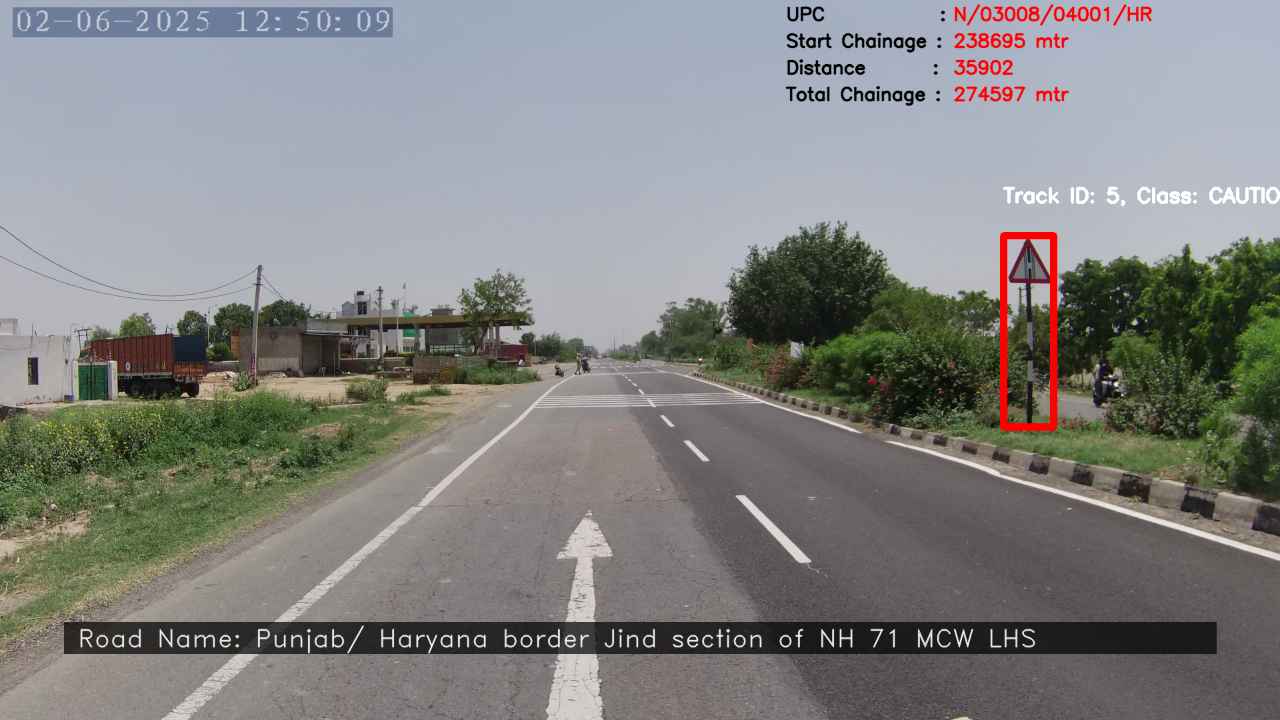 02-06-2025 12:50:09
UPC : N/03008/04001/HR
Start Chainage : 238695 mtr
Distance : 35902
Total Chainage : 274597 mtr
Track ID: 5, Class: CAUTIO
Road Name: Punjab/ Haryana border Jind section of NH 71 MCW LHS